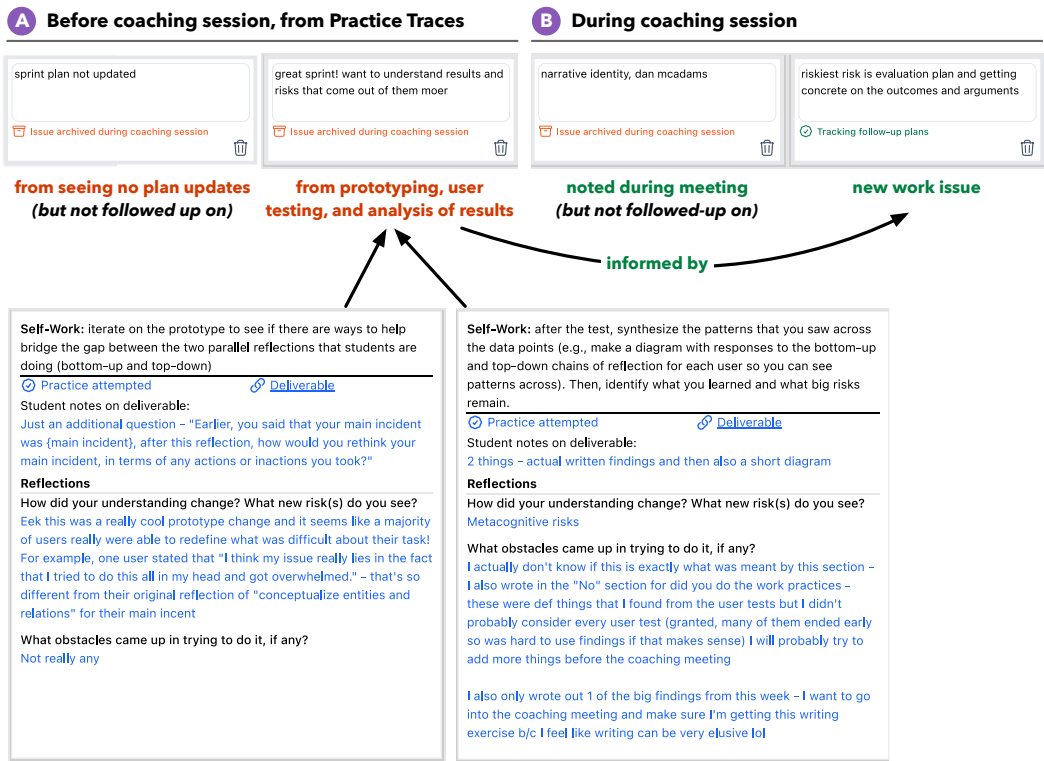 A Before coaching session, from Practice Traces
B During coaching session
sprint plan not updated
Issue archived during coaching session
great sprint! want to understand results and
risks that come out of them moer
Issue archived during coaching session
narrative identity, dan mcadams
Issue archived during coaching session
riskiest risk is evaluation plan and getting
concrete on the outcomes and arguments
Tracking follow-up plans
from seeing no plan updates
(but not followed up on)
from prototyping, user
testing, and analysis of results
noted during meeting
(but not followed-up on)
new work issue
informed by
Self-Work: iterate on the prototype to see if there are ways to help
bridge the gap between the two parallel reflections that students are
doing (bottom-up and top-down)
Practice attempted
Deliverable
Student notes on deliverable:
Just an additional question – "Earlier, you said that your main incident
was {main incident}, after this reflection, how would you rethink your
main incident, in terms of any actions or inactions you took?"
Reflections
How did your understanding change? What new risk(s) do you see?
Eek this was a really cool prototype change and it seems like a majority
of users really were able to redefine what was difficult about their task!
For example, one user stated that "I think my issue really lies in the fact
that I tried to do this all in my head and got overwhelmed." – that's so
different from their original reflection of "conceptualize entities and
relations" for their main incent
What obstacles came up in trying to do it, if any?
Not really any
Self-Work: after the test, synthesize the patterns that you saw across
the data points (e.g., make a diagram with responses to the bottom-up
and top-down chains of reflection for each user so you can see
patterns across). Then, identify what you learned and what big risks
remain.
Practice attempted
Deliverable
Student notes on deliverable:
2 things – actual written findings and then also a short diagram
Reflections
How did your understanding change? What new risk(s) do you see?
Metacognitive risks
What obstacles came up in trying to do it, if any?
I actually don't know if this is exactly what was meant by this section –
I also wrote in the "No" section for did you do the work practices –
these were def things that I found from the user tests but I didn't
probably consider every user test (granted, many of them ended early
so was hard to use findings if that makes sense) I will probably try to
add more things before the coaching meeting
I also only wrote out 1 of the big findings from this week – I want to go
into the coaching meeting and make sure I'm getting this writing
exercise b/c I feel like writing can be very elusive lol